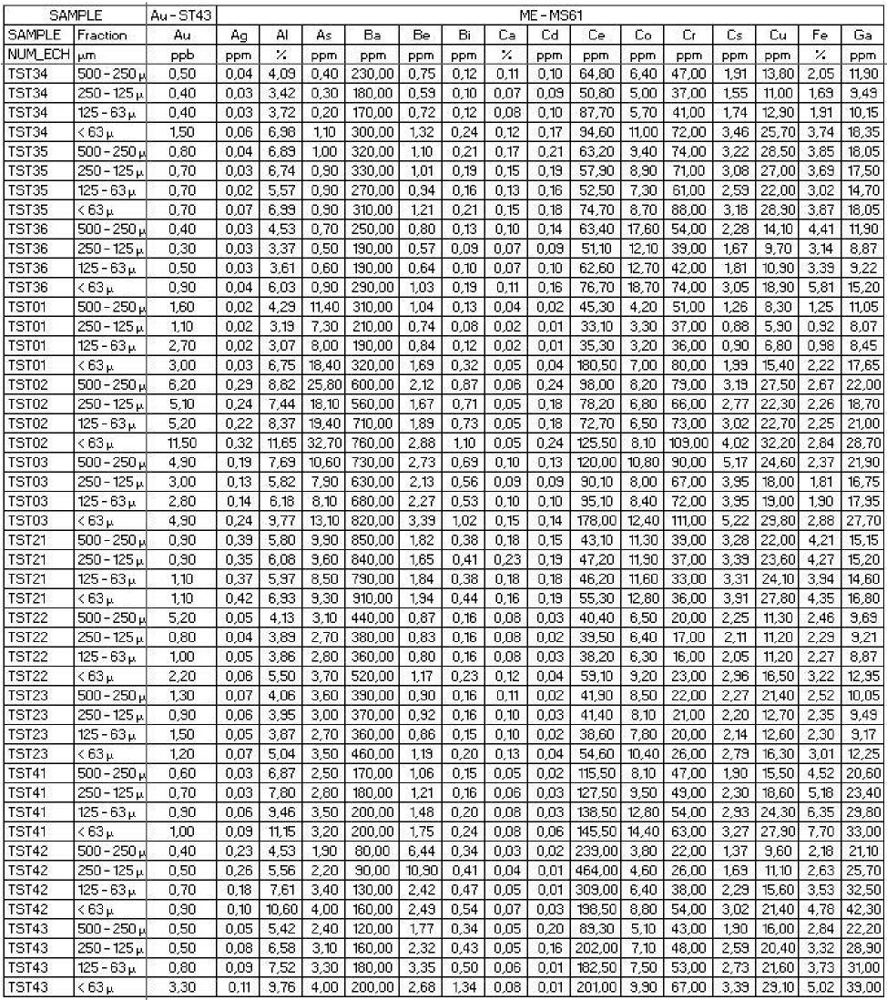 SAMPLE Au-ST43 ME-MS61
SAMPLE Fraction Au Ag Al As Ba Be Bi Ca Cd Ce Co Cr Cs Cu Fe Ga
NUM_ECH µm ppb ppm % ppm ppm ppm ppm % ppm ppm ppm ppm ppm ppm % ppm
TST34 500-250µ 0,50 0,04 4,09 0,40 230,00 0,75 0,12 0,11 0,10 64,80 6,40 47,00 1,91 13,80 2,05 11,90
TST34 250-125µ 0,40 0,03 3,42 0,30 180,00 0,59 0,10 0,07 0,09 50,80 5,00 37,00 1,55 11,00 1,69 9,49
TST34 125-63µ 0,40 0,03 3,72 0,20 170,00 0,72 0,12 0,08 0,10 87,70 5,70 41,00 1,74 12,90 1,91 10,15
TST34 <63µ 1,50 0,06 6,98 1,10 300,00 1,32 0,24 0,12 0,17 94,60 11,00 72,00 3,46 25,70 3,74 18,35
TST35 500-250µ 0,80 0,04 6,89 1,00 320,00 1,10 0,21 0,17 0,21 63,20 9,40 74,00 3,22 28,50 3,85 18,05
TST35 250-125µ 0,70 0,03 6,74 0,90 330,00 1,01 0,19 0,15 0,19 57,90 8,90 71,00 3,08 27,00 3,69 17,50
TST35 125-63µ 0,70 0,02 5,57 0,90 270,00 0,94 0,16 0,13 0,16 52,50 7,30 61,00 2,59 22,00 3,02 14,70
TST35 <63µ 0,70 0,07 6,99 0,90 310,00 1,21 0,21 0,15 0,18 74,70 8,70 88,00 3,18 28,90 3,87 18,05
TST36 500-250µ 0,40 0,03 4,53 0,70 250,00 0,80 0,13 0,10 0,14 63,40 17,60 54,00 2,28 14,10 4,41 11,90
TST36 250-125µ 0,30 0,03 3,37 0,50 190,00 0,57 0,09 0,07 0,09 51,10 12,10 39,00 1,67 9,70 3,14 8,87
TST36 125-63µ 0,50 0,03 3,61 0,60 190,00 0,64 0,10 0,07 0,10 62,60 12,70 42,00 1,81 10,90 3,39 9,22
TST36 <63µ 0,90 0,04 6,03 0,90 290,00 1,03 0,19 0,11 0,16 76,70 18,70 74,00 3,05 18,90 5,81 15,20
TST01 500-250µ 1,60 0,02 4,29 11,40 310,00 1,04 0,13 0,04 0,02 45,30 4,20 51,00 1,26 8,30 1,25 11,05
TST01 250-125µ 1,10 0,02 3,19 7,30 210,00 0,74 0,08 0,02 0,01 33,10 3,30 37,00 0,88 5,90 0,92 8,07
TST01 125-63µ 2,70 0,02 3,07 8,00 190,00 0,84 0,12 0,02 0,01 35,30 3,20 36,00 0,90 6,80 0,98 8,45
TST01 <63µ 3,00 0,03 6,75 18,40 320,00 1,69 0,32 0,05 0,04 180,50 7,00 80,00 1,99 15,40 2,22 17,65
TST02 500-250µ 6,20 0,29 8,82 25,80 600,00 2,12 0,87 0,06 0,24 98,00 8,20 79,00 3,19 27,50 2,67 22,00
TST02 250-125µ 5,10 0,24 7,44 18,10 560,00 1,67 0,71 0,05 0,18 78,20 6,80 66,00 2,77 22,30 2,26 18,70
TST02 125-63µ 5,20 0,22 8,37 19,40 710,00 1,89 0,73 0,05 0,18 72,70 6,50 73,00 3,02 22,70 2,25 21,00
TST02 <63µ 11,50 0,32 11,65 32,70 760,00 2,88 1,10 0,05 0,24 125,50 8,10 109,00 4,02 32,20 2,84 28,70
TST03 500-250µ 4,90 0,19 7,69 10,60 730,00 2,73 0,69 0,10 0,13 120,00 10,80 90,00 5,17 24,60 2,37 21,90
TST03 250-125µ 3,00 0,13 5,82 7,90 630,00 2,13 0,56 0,09 0,09 90,10 8,00 67,00 3,95 18,00 1,81 16,75
TST03 125-63µ 2,80 0,14 6,18 8,10 680,00 2,27 0,53 0,10 0,10 95,10 8,40 72,00 3,95 19,00 1,90 17,95
TST03 <63µ 4,90 0,24 9,77 13,10 820,00 3,39 1,02 0,15 0,14 178,00 12,40 111,00 5,22 29,80 2,88 27,70
TST21 500-250µ 0,90 0,39 5,80 9,90 850,00 1,82 0,38 0,18 0,15 43,10 11,30 39,00 3,28 22,00 4,21 15,15
TST21 250-125µ 0,90 0,35 6,08 9,60 840,00 1,65 0,41 0,23 0,19 47,20 11,90 37,00 3,39 23,60 4,27 15,20
TST21 125-63µ 1,10 0,37 5,97 8,50 790,00 1,84 0,38 0,18 0,18 46,20 11,60 33,00 3,31 24,10 3,94 14,60
TST21 <63µ 1,10 0,42 6,93 9,30 910,00 1,94 0,44 0,16 0,19 55,30 12,80 36,00 3,91 27,80 4,35 16,80
TST22 500-250µ 5,20 0,05 4,13 3,10 440,00 0,87 0,16 0,08 0,03 40,40 6,50 20,00 2,25 11,30 2,46 9,69
TST22 250-125µ 0,80 0,04 3,89 2,70 380,00 0,83 0,16 0,08 0,02 39,50 6,40 17,00 2,11 11,20 2,29 9,21
TST22 125-63µ 1,00 0,05 3,86 2,80 360,00 0,80 0,16 0,08 0,03 38,20 6,30 16,00 2,05 11,20 2,27 8,87
TST22 <63µ 2,20 0,06 5,50 3,70 520,00 1,17 0,23 0,12 0,04 59,10 9,20 23,00 2,96 16,50 3,22 12,95
TST23 500-250µ 1,30 0,07 4,06 3,60 390,00 0,90 0,16 0,11 0,02 41,90 8,50 22,00 2,27 21,40 2,52 10,05
TST23 250-125µ 0,90 0,06 3,95 3,00 370,00 0,92 0,16 0,10 0,03 41,40 8,10 21,00 2,20 12,70 2,35 9,49
TST23 125-63µ 1,50 0,05 3,87 2,70 360,00 0,86 0,15 0,10 0,02 38,60 7,80 20,00 2,14 12,60 2,30 9,17
TST23 <63µ 1,20 0,07 5,04 3,50 460,00 1,19 0,20 0,13 0,04 54,60 10,40 26,00 2,79 16,30 3,01 12,25
TST41 500-250µ 0,60 0,03 6,87 2,50 170,00 1,06 0,15 0,05 0,02 115,50 8,10 47,00 1,90 15,50 4,52 20,60
TST41 250-125µ 0,70 0,03 7,80 2,80 180,00 1,21 0,16 0,06 0,03 127,50 9,50 49,00 2,30 18,60 5,18 23,40
TST41 125-63µ 0,90 0,06 9,46 3,50 200,00 1,48 0,20 0,08 0,03 138,50 12,80 54,00 2,93 24,30 6,35 29,80
TST41 <63µ 1,00 0,09 11,15 3,20 200,00 1,75 0,24 0,08 0,06 145,50 14,40 63,00 3,27 27,90 7,70 33,00
TST42 500-250µ 0,40 0,23 4,53 1,90 80,00 6,44 0,34 0,03 0,02 239,00 3,80 22,00 1,37 9,60 2,18 21,10
TST42 250-125µ 0,50 0,26 5,56 2,20 90,00 10,90 0,41 0,04 0,01 464,00 4,60 26,00 1,69 11,10 2,63 25,70
TST42 125-63µ 0,70 0,18 7,61 3,40 130,00 2,42 0,47 0,05 0,01 309,00 6,40 38,00 2,29 15,60 3,53 32,50
TST42 <63µ 0,90 0,10 10,60 4,00 160,00 2,49 0,54 0,07 0,03 198,50 8,80 54,00 3,02 21,40 4,78 42,30
TST43 500-250µ 0,50 0,05 5,42 2,40 120,00 1,77 0,34 0,05 0,20 89,30 5,10 43,00 1,90 16,00 2,84 22,20
TST43 250-125µ 0,50 0,08 6,58 3,10 160,00 2,32 0,43 0,05 0,16 202,00 7,10 48,00 2,59 20,40 3,32 28,90
TST43 125-63µ 0,80 0,09 7,52 3,30 180,00 3,35 0,50 0,06 0,01 182,50 7,50 53,00 2,73 21,60 3,73 31,00
TST43 <63µ 3,30 0,11 9,76 4,00 200,00 2,68 1,34 0,08 0,01 201,00 9,90 67,00 3,39 29,10 5,02 39,00